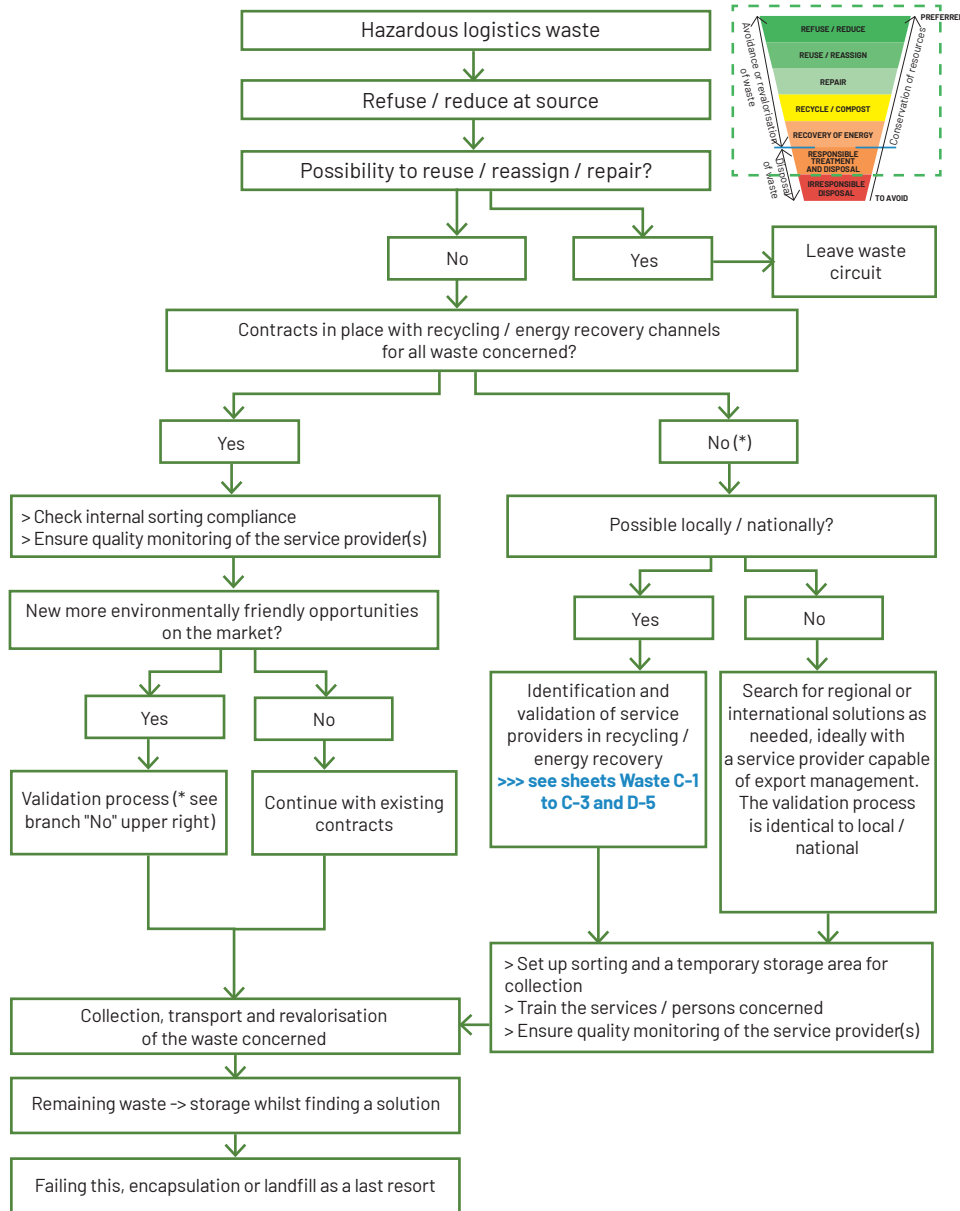 Hazardous logistics waste
Refuse / reduce at source
Possibility to reuse / reassign / repair?
PREFERRED
REFUSE / REDUCE
REUSE / REASSIGN
REPAIR
RECYCLE / COMPOST
RECOVERY OF ENERGY
RESPONSIBLE
TREATMENT
AND DISPOSAL
IRRESPONSIBLE
DISPOSAL
TO AVOID
Avoidance or revalorisation
of waste
Disposal
of waste
Conservation of resources
No
Yes
Leave waste
circuit
Contracts in place with recycling / energy recovery channels
for all waste concerned?
Yes
No (*)
> Check internal sorting compliance
> Ensure quality monitoring of the service provider(s)
Possible locally / nationally?
New more environmentally friendly opportunities
on the market?
Yes
No
Yes
No
Validation process (* see
branch "No" upper right)
Continue with existing
contracts
Identification and
validation of service
providers in recycling /
energy recovery
>>> see sheets Waste C-1
to C-3 and D-5
Search for regional or
international solutions as
needed, ideally with
a service provider capable
of export management.
The validation process
is identical to local /
national
> Set up sorting and a temporary storage area for
collection
> Train the services / persons concerned
> Ensure quality monitoring of the service provider(s)
Collection, transport and revalorisation
of the waste concerned
Remaining waste -> storage whilst finding a solution
Failing this, encapsulation or landfill as a last resort